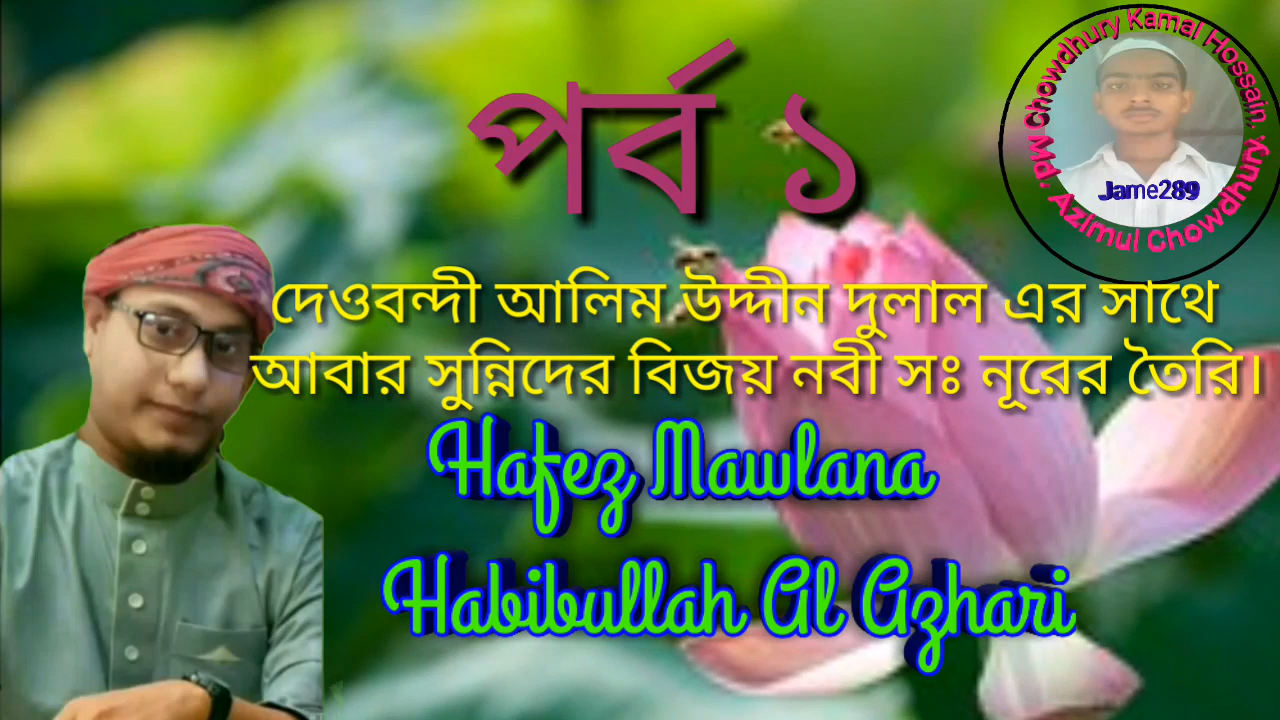 পর্ব ১
Md. Chowdhury Kamal Hossain.
Azimul Chowdhury.
Jame289
দেওবন্দী আলিম উদ্দীন দুলাল এর সাথে
আবার সুন্নিদের বিজয় নবী সঃ নূরের তৈরি।
Hafez Mawlana
Habibullah Al Azhari